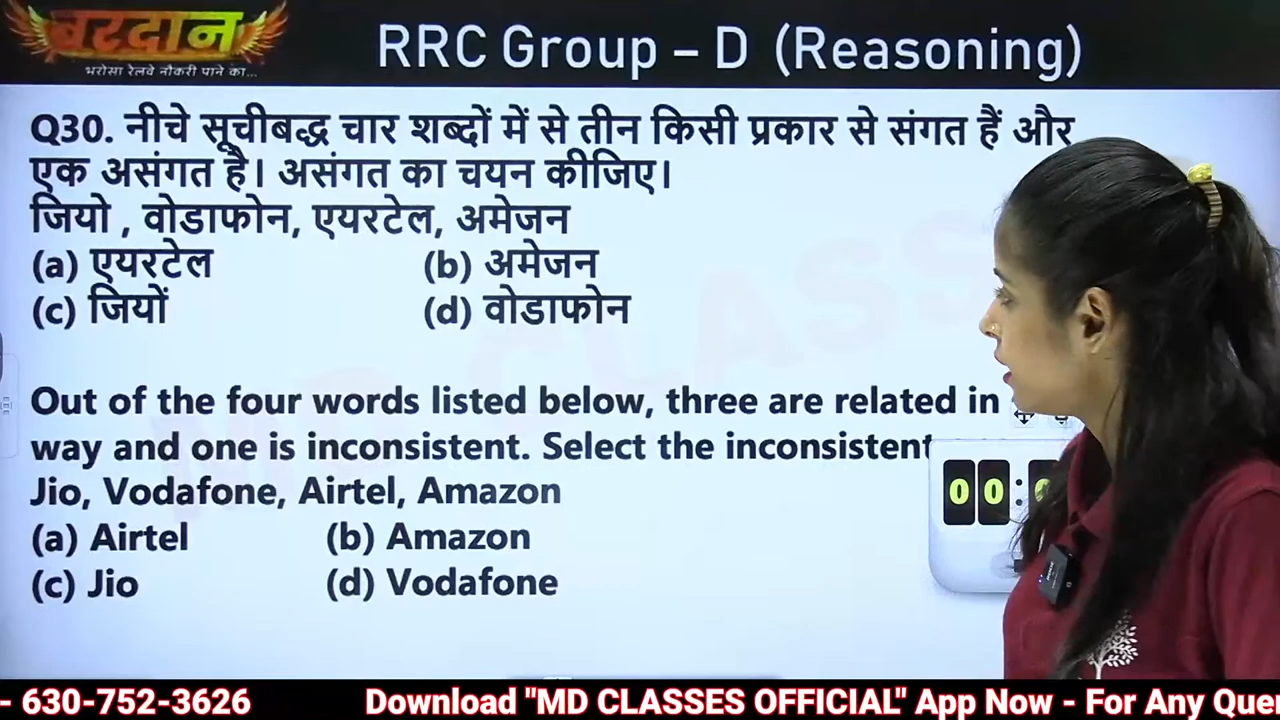 वरदान
भरोसा रेलवे नौकरी पाने का...
RRC Group – D (Reasoning)
Q30. नीचे सूचीबद्ध चार शब्दों में से तीन किसी प्रकार से संगत हैं और
एक असंगत है। असंगत का चयन कीजिए।
जियो , वोडाफोन, एयरटेल, अमेजन
(a) एयरटेल (b) अमेजन
(c) जियों (d) वोडाफोन
Out of the four words listed below, three are related in
way and one is inconsistent. Select the inconsistent
Jio, Vodafone, Airtel, Amazon
(a) Airtel (b) Amazon
(c) Jio (d) Vodafone
00:
MD CLASSES
- 630-752-3626 Download "MD CLASSES OFFICIAL" App Now - For Any Que